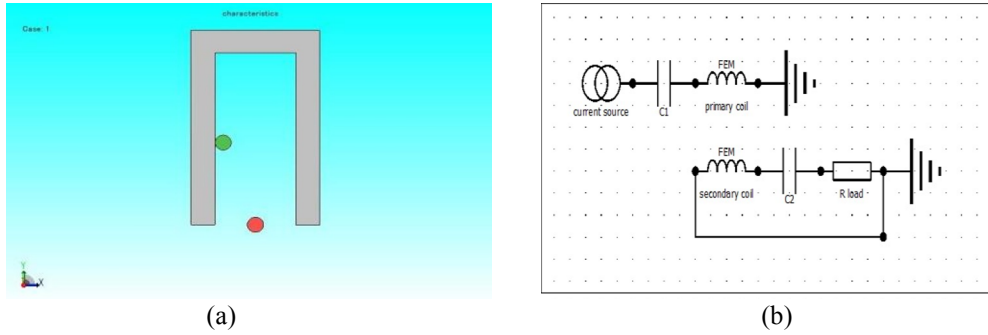 characteristics
Case: 1
Y
X
(a)
FEM
current source
C1
primary coil
FEM
secondary coil
C2
R load
(b)